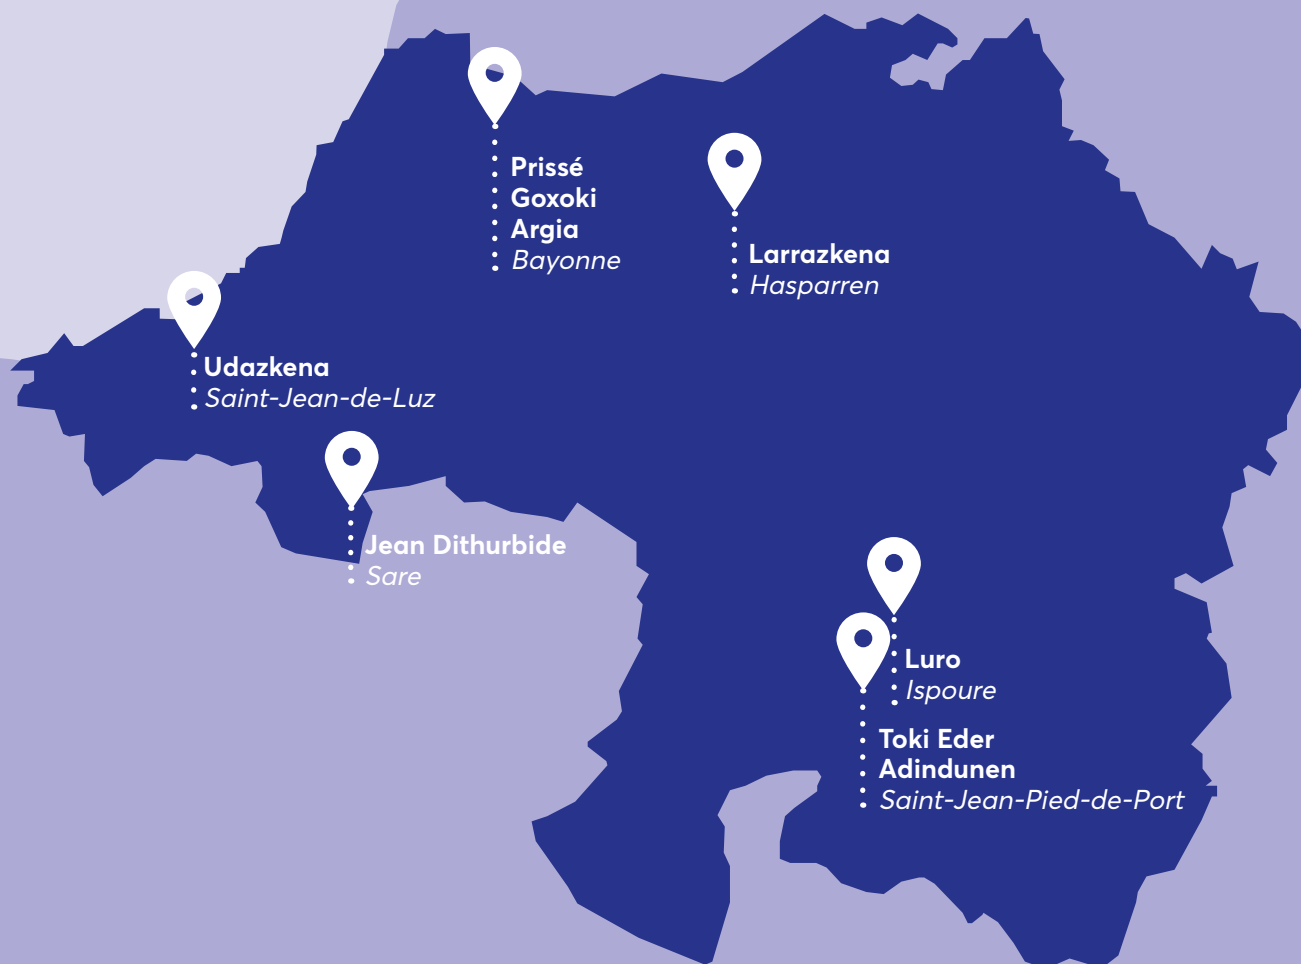 Prissé
Goxoki
Argia
Bayonne
Larrazkena
Hasparren
Udazkena
Saint-Jean-de-Luz
Jean Dithurbide
Sare
Luro
Ispoure
Toki Eder
Adindunen
Saint-Jean-Pied-de-Port